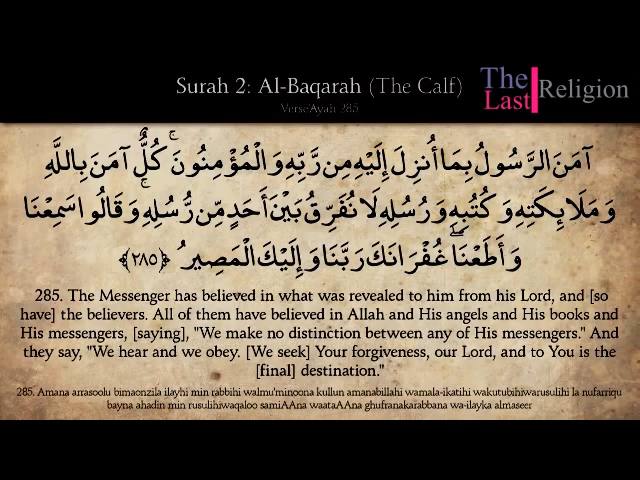 Surah 2: Al-Baqarah (The Calf)
Verse\Ayah 285
The Last Religion
آمَنَ الرَّسُولُ بِمَا أُنزِلَ إِلَيْهِ مِن رَّبِّهِ وَالْمُؤْمِنُونَ ۚ كُلٌّ آمَنَ بِاللَّهِ
وَمَلَائِكَتِهِ وَكُتُبِهِ وَرُسُلِهِ لَا نُفَرِّقُ بَيْنَ أَحَدٍ مِّن رُّسُلِهِ ۚ وَقَالُوا سَمِعْنَا
وَأَطَعْنَا ۖ غُفْرَانَكَ رَبَّنَا وَإِلَيْكَ الْمَصِيرُ ﴿٢٨٥﴾
285. The Messenger has believed in what was revealed to him from his Lord, and [so
have] the believers. All of them have believed in Allah and His angels and His books and
His messengers, [saying], "We make no distinction between any of His messengers." And
they say, "We hear and we obey. [We seek] Your forgiveness, our Lord, and to You is the
[final] destination."
285. Amana arrasoolu bimaonzila ilayhi min rabbihi walmu'minoona kullun amanabillahi wamala-ikatihi wakutubihiwarusulihi la nufarriqu
bayna ahadin min rusulihiwaqaloo samiAAna waataAAna ghufranakarabbana wa-ilayka almaseer